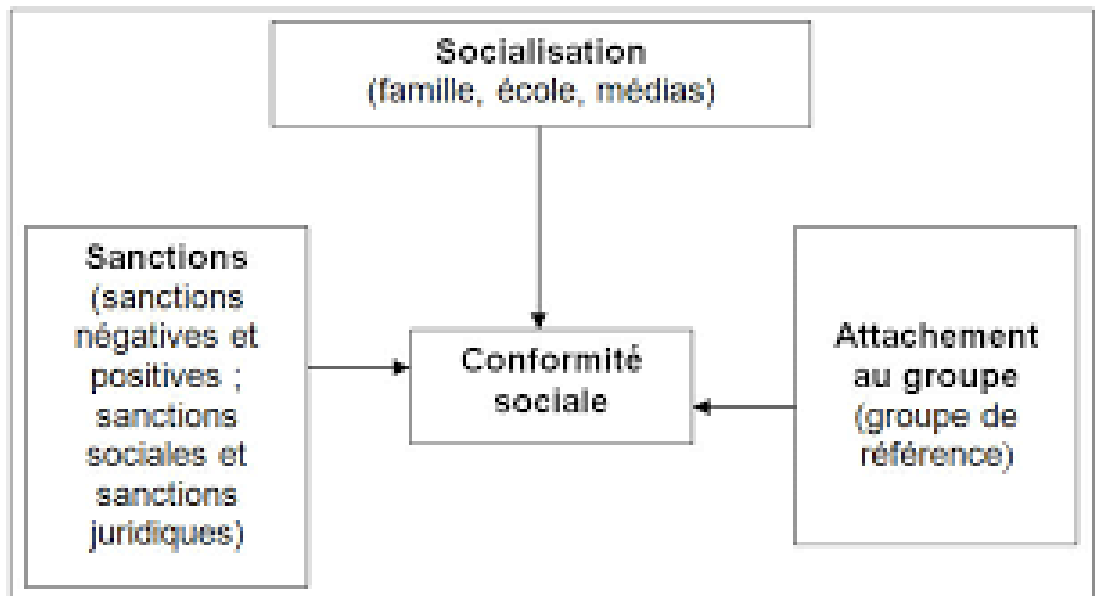 Socialisation
(famille, école, médias)
Sanctions
(sanctions
négatives et
positives ;
sanctions
sociales et
sanctions
juridiques)
Conformité
sociale
Attachement
au groupe
(groupe de
référence)